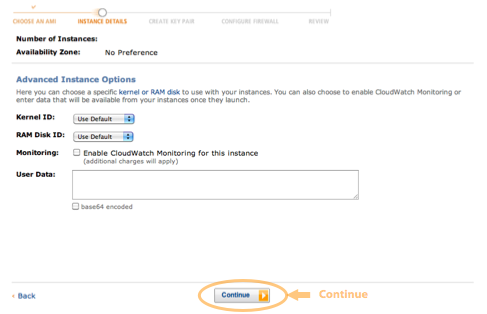 CHOOSE AN AMI INSTANCE DETAILS CREATE KEY PAIR CONFIGURE FIREWALL REVIEW
Number of Instances:
Availability Zone: No Preference
Advanced Instance Options
Here you can choose a specific kernel or RAM disk to use with your instances. You can also choose to enable CloudWatch Monitoring or
enter data that will be available from your instances once they launch.
Kernel ID: Use Default
RAM Disk ID: Use Default
Monitoring: Enable CloudWatch Monitoring for this instance
(additional charges will apply)
User Data:
base64 encoded
Back Continue Continue